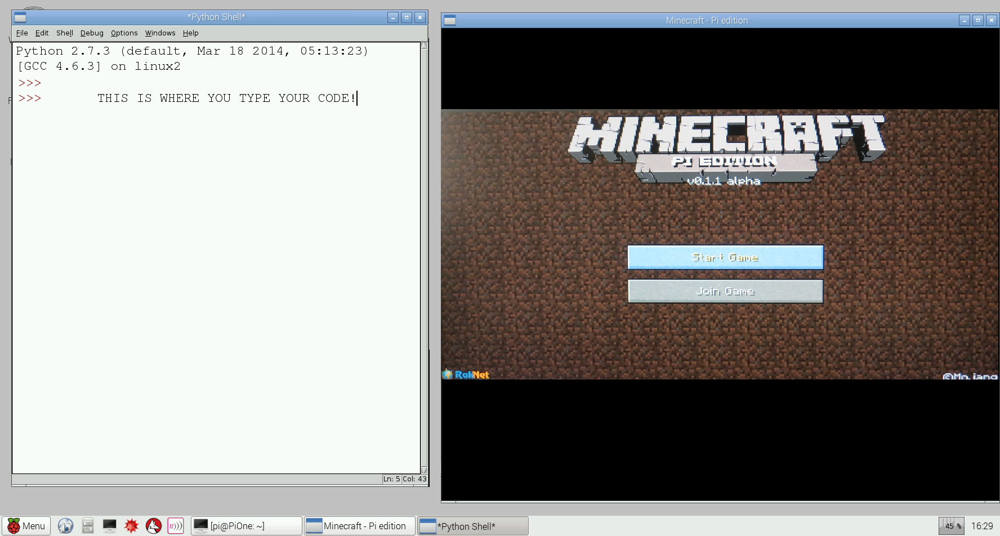 *Python Shell*
File Edit Shell Debug Options Windows Help
Python 2.7.3 (default, Mar 18 2014, 05:13:23)
[GCC 4.6.3] on linux2
>>>
>>> THIS IS WHERE YOU TYPE YOUR CODE!
Ln: 5 Col: 43
Minecraft - Pi edition
MINECRAFT
PI EDITION
v0.1.1 alpha
Start Game
Join Game
RakNet
©Mojang
Menu
π)))
[pi@PiOne: ~]
Minecraft - Pi edition
*Python Shell*
45 %
16:29